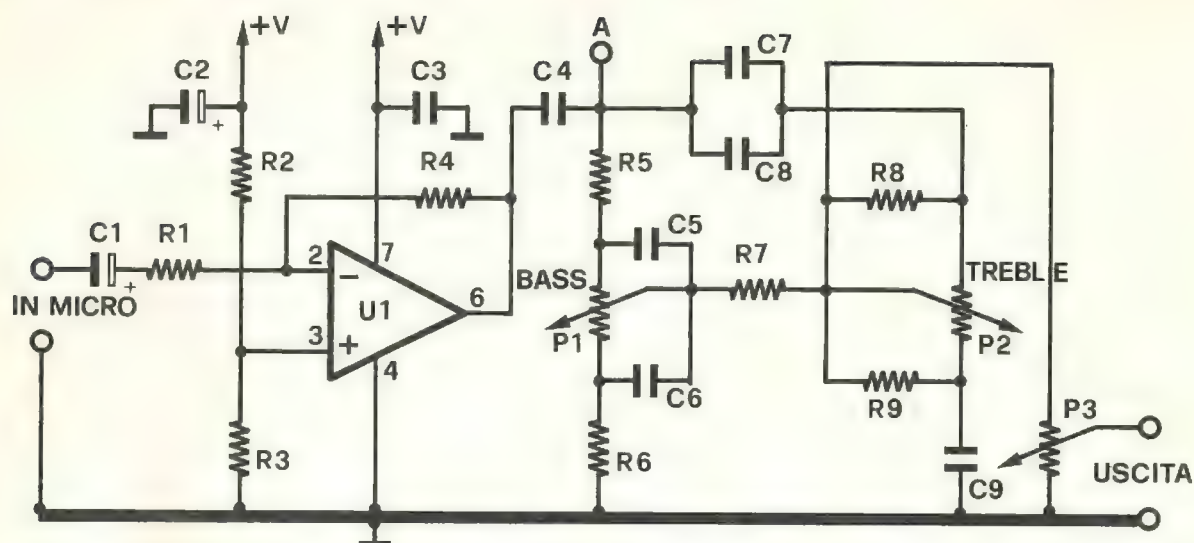 +V
+V
A
C2
C3
C4
C7
+
R2
R4
R5
C8
R8
C1
R1
C5
R7
2
7
BASS
TREBLE
+
−
6
IN MICRO
U1
3
+
P1
P2
4
C6
R9
P3
R3
R6
C9
USCITA